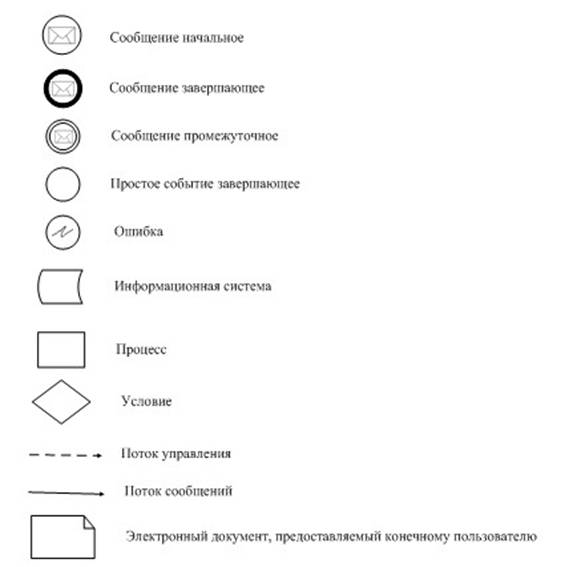 Сообщение начальное
Сообщение завершающее
Сообщение промежуточное
Простое событие завершающее
Ошибка
Информационная система
Процесс
Условие
Поток управления
Поток сообщений
Электронный документ, предоставляемый конечному пользователю